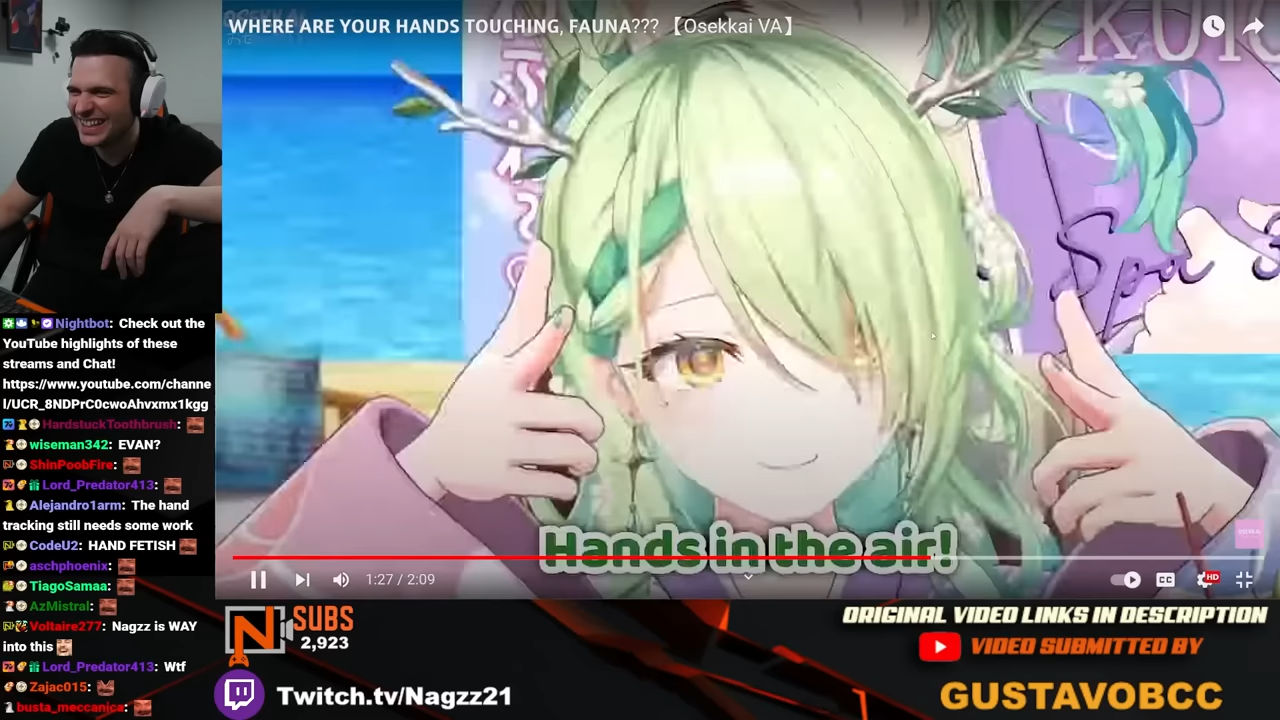 WHERE ARE YOUR HANDS TOUCHING, FAUNA??? 【Osekkai VA】
Spa
Hands in the air!
1:27 / 2:09
CC
HD
Nightbot: Check out the
YouTube highlights of these
streams and Chat!
https://www.youtube.com/channe
l/UCR_8NDPrC0cwoAhvxmx1kgg
HardstuckToothbrush:
wiseman342: EVAN?
ShinPoobFire:
Lord_Predator413:
Alejandro1arm: The hand
tracking still needs some work
CodeU2: HAND FETISH
aschphoenix:
TiagoSamaa:
AzMistral:
Voltaire277: Nagzz is WAY
into this
Lord_Predator413: Wtf
Zajac015:
busta_meccanica:
N SUBS
2,923
Twitch.tv/Nagzz21
ORIGINAL VIDEO LINKS IN DESCRIPTION
VIDEO SUBMITTED BY
GUSTAVOBCC